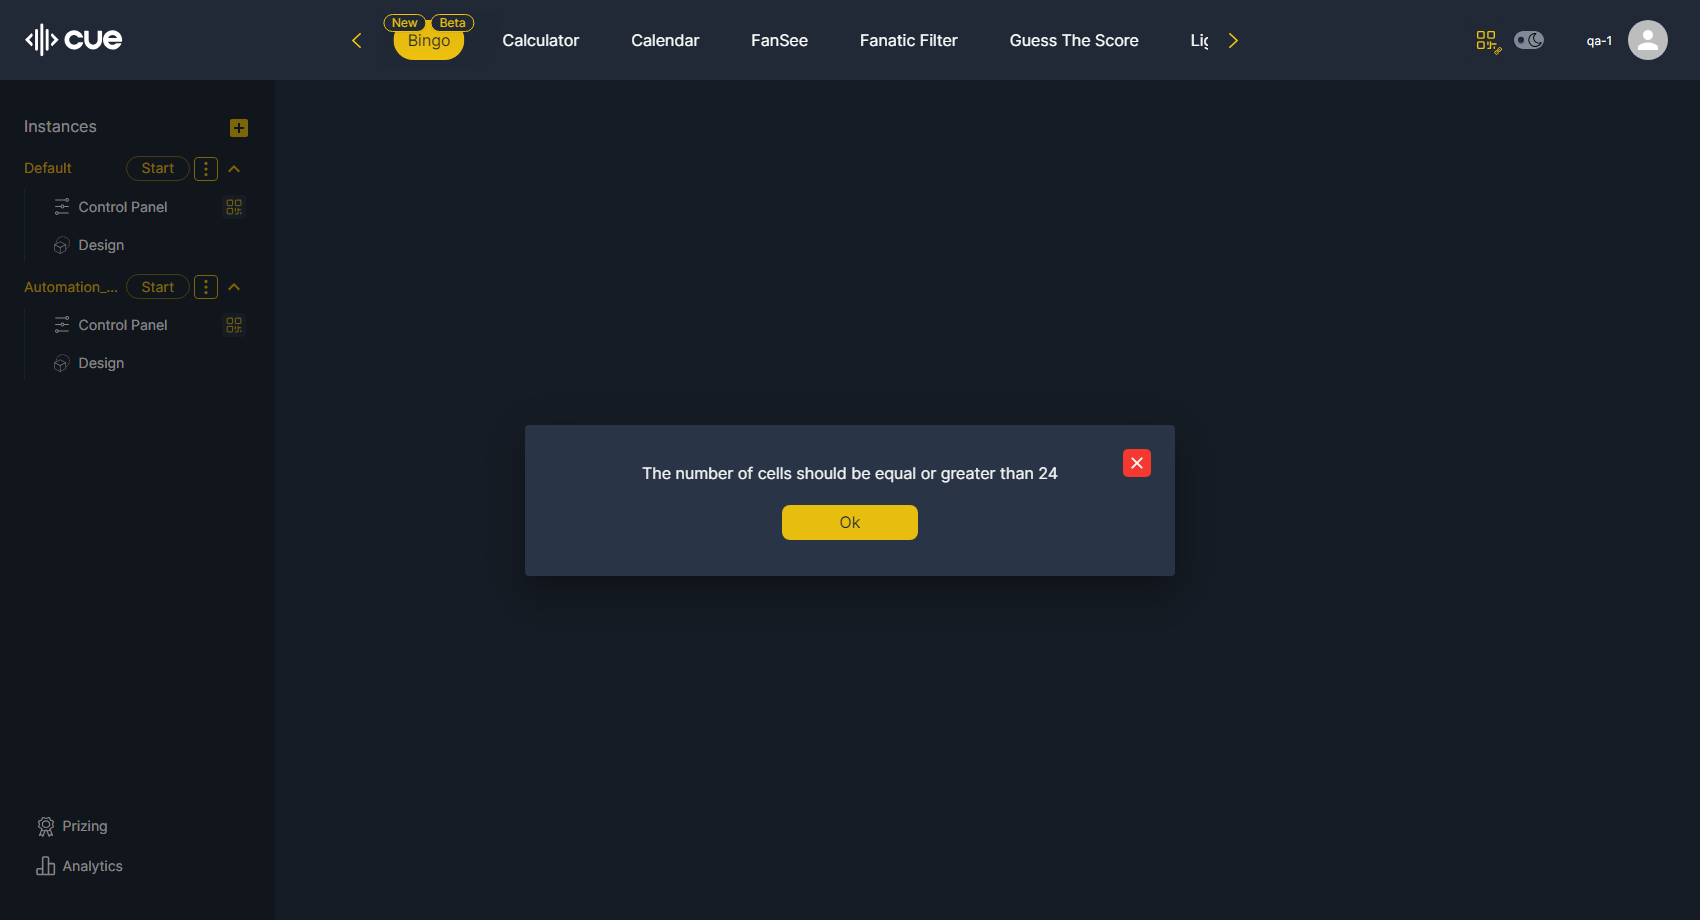 cue
New Beta
Bingo
Calculator
Calendar
FanSee
Fanatic Filter
Guess The Score
Lig
qa-1
Instances
Default
Start
Control Panel
Design
Automation_...
Start
Control Panel
Design
The number of cells should be equal or greater than 24
Ok
Prizing
Analytics